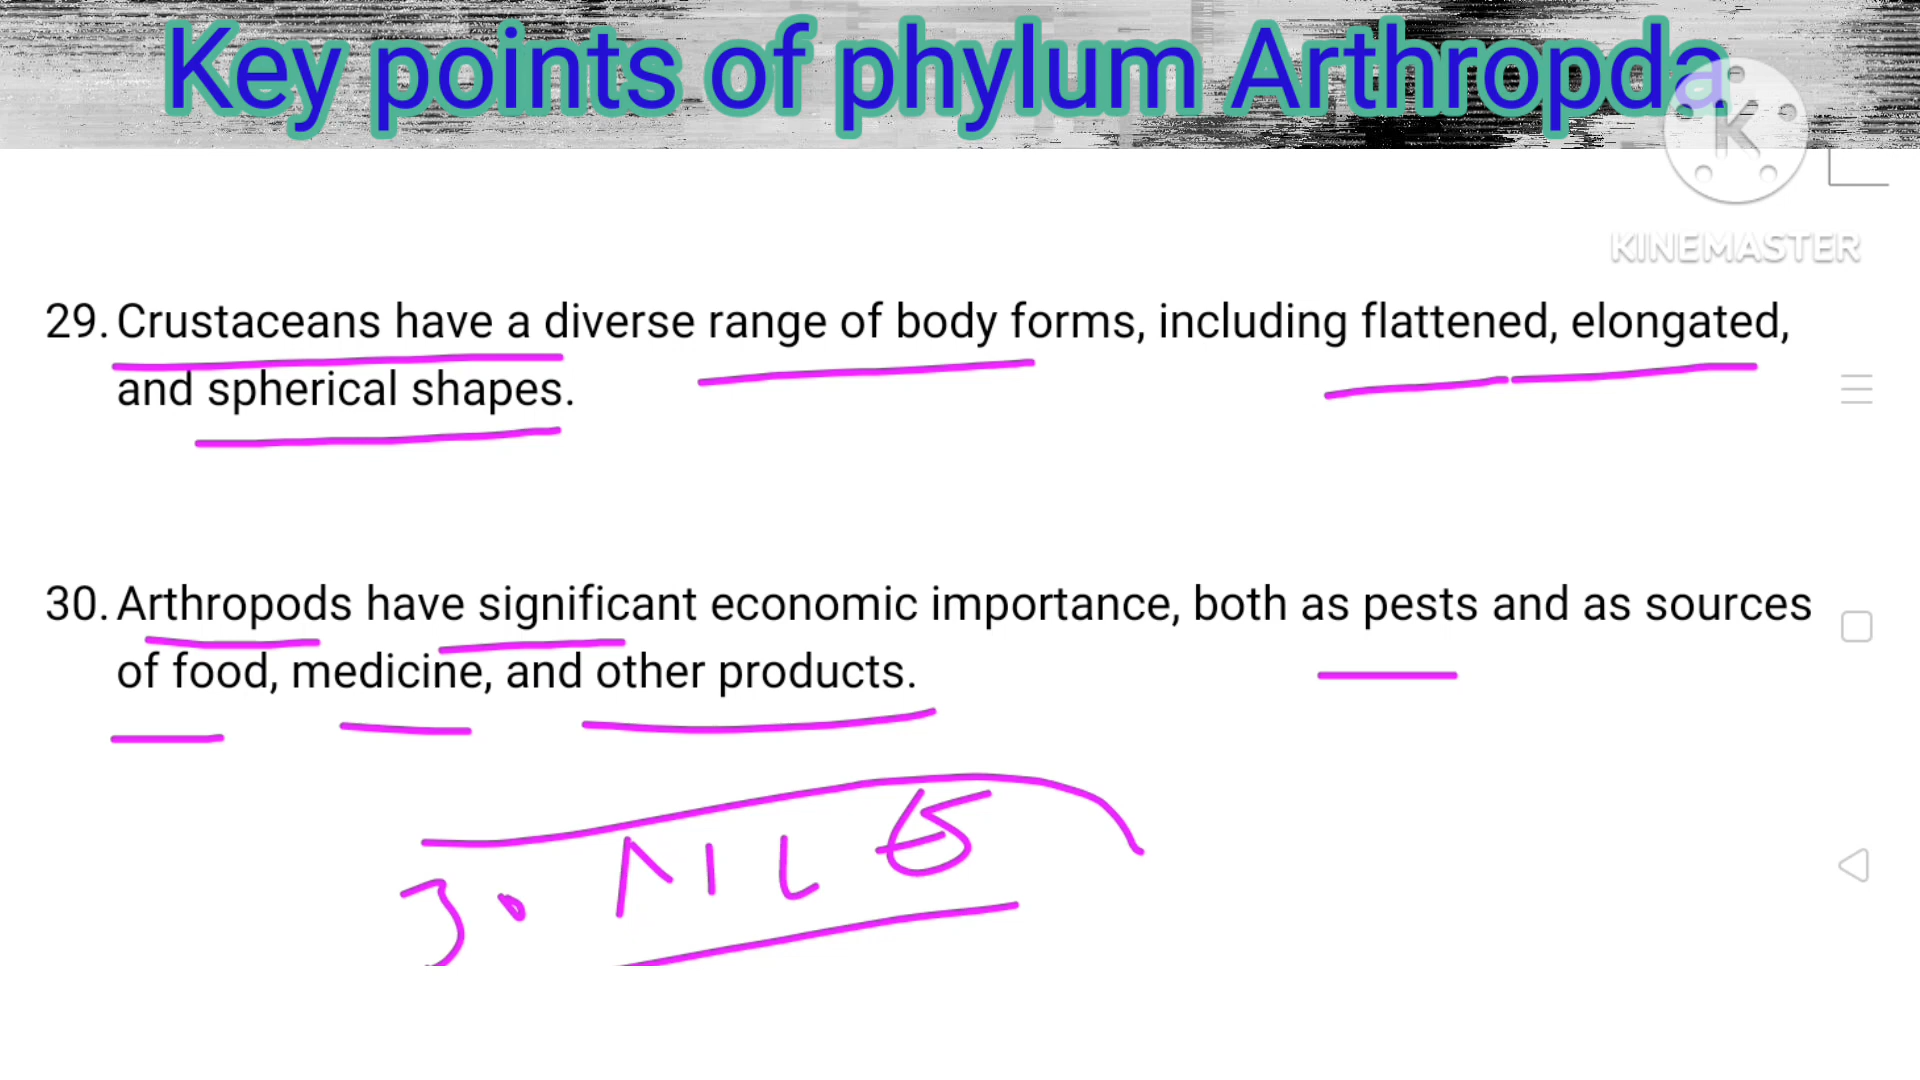 Key points of phylum Arthropda
K
KINEMASTER
29. Crustaceans have a diverse range of body forms, including flattened, elongated,
and spherical shapes.
30. Arthropods have significant economic importance, both as pests and as sources
of food, medicine, and other products.